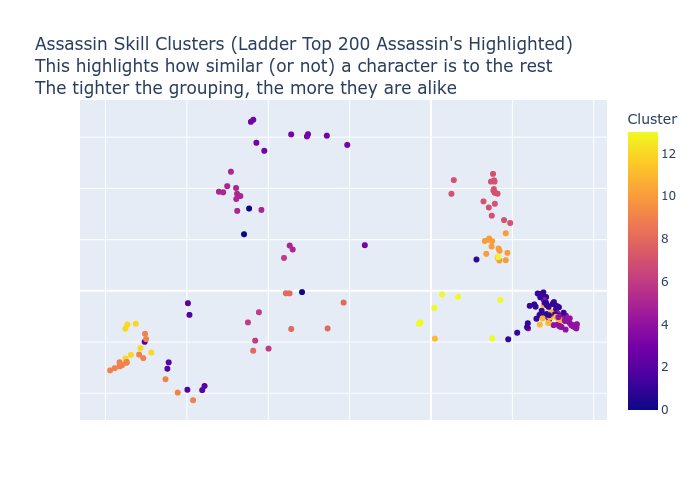 Assassin Skill Clusters (Ladder Top 200 Assassin's Highlighted)
This highlights how similar (or not) a character is to the rest
The tighter the grouping, the more they are alike
Cluster
12
10
8
6
4
2
0